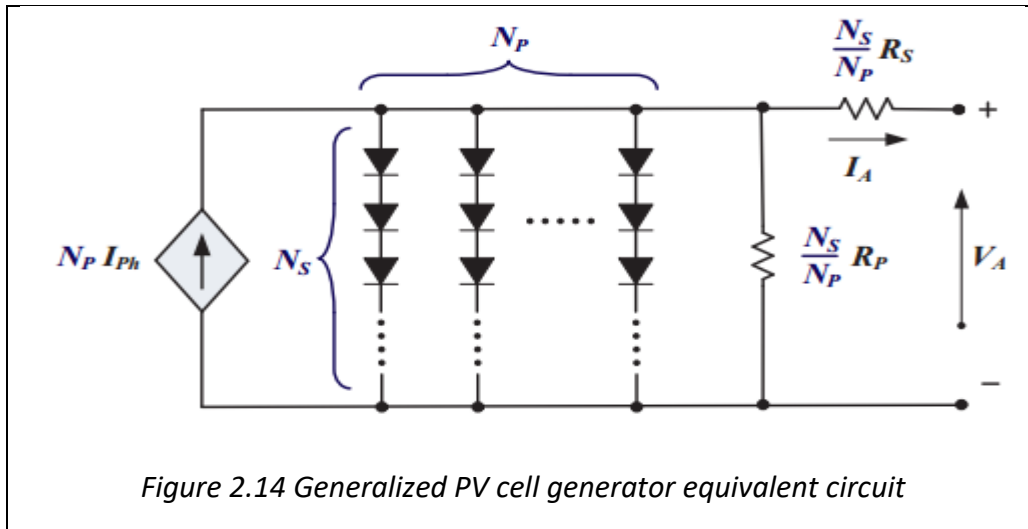 N_P
N_S/N_P R_S
+
I_A
N_P I_Ph
N_S
N_S/N_P R_P
V_A
−
Figure 2.14 Generalized PV cell generator equivalent circuit